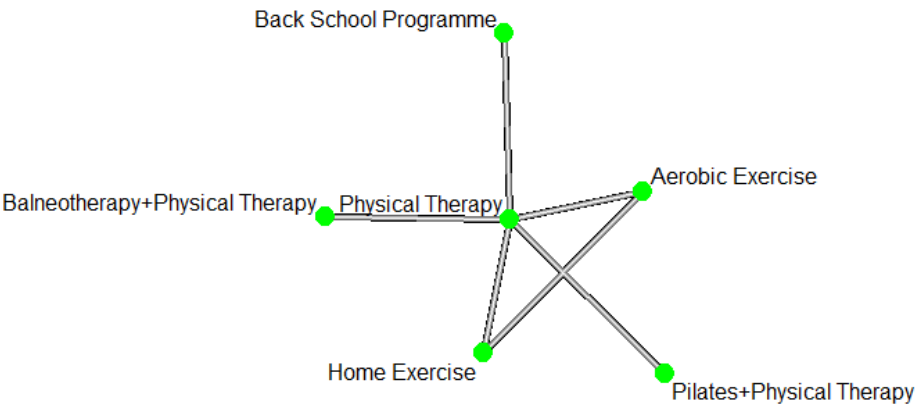 Back School Programme
Aerobic Exercise
Balneotherapy+Physical Therapy
Physical Therapy
Home Exercise
Pilates+Physical Therapy